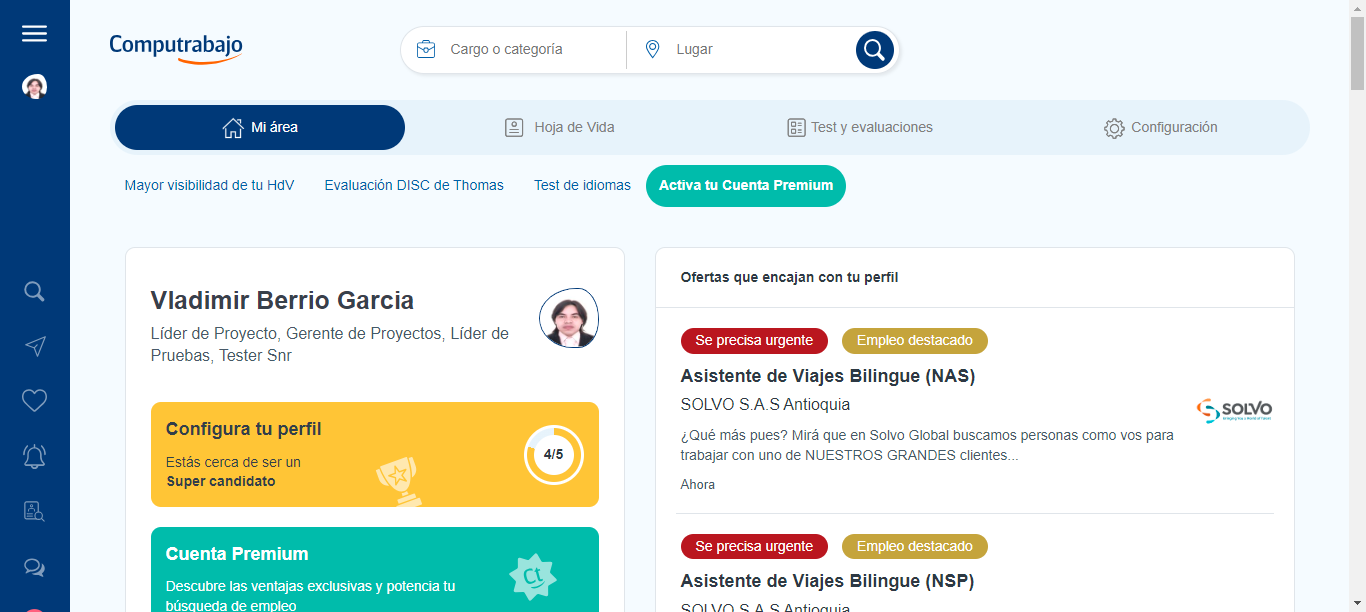 Computrabajo
Cargo o categoría
Lugar
Mi área
Hoja de Vida
Test y evaluaciones
Configuración
Mayor visibilidad de tu HdV
Evaluación DISC de Thomas
Test de idiomas
Activa tu Cuenta Premium
Vladimir Berrio Garcia
Líder de Proyecto, Gerente de Proyectos, Líder de
Pruebas, Tester Snr
Configura tu perfil
Estás cerca de ser un
Super candidato
4/5
Cuenta Premium
Descubre las ventajas exclusivas y potencia tu
búsqueda de empleo
Ct
Ofertas que encajan con tu perfil
Se precisa urgente
Empleo destacado
Asistente de Viajes Bilingue (NAS)
SOLVO S.A.S Antioquia
¿Qué más pues? Mirá que en Solvo Global buscamos personas como vos para
trabajar con uno de NUESTROS GRANDES clientes...
Ahora
SOLVO
Se precisa urgente
Empleo destacado
Asistente de Viajes Bilingue (NSP)
SOLVO S.A.S Antioquia